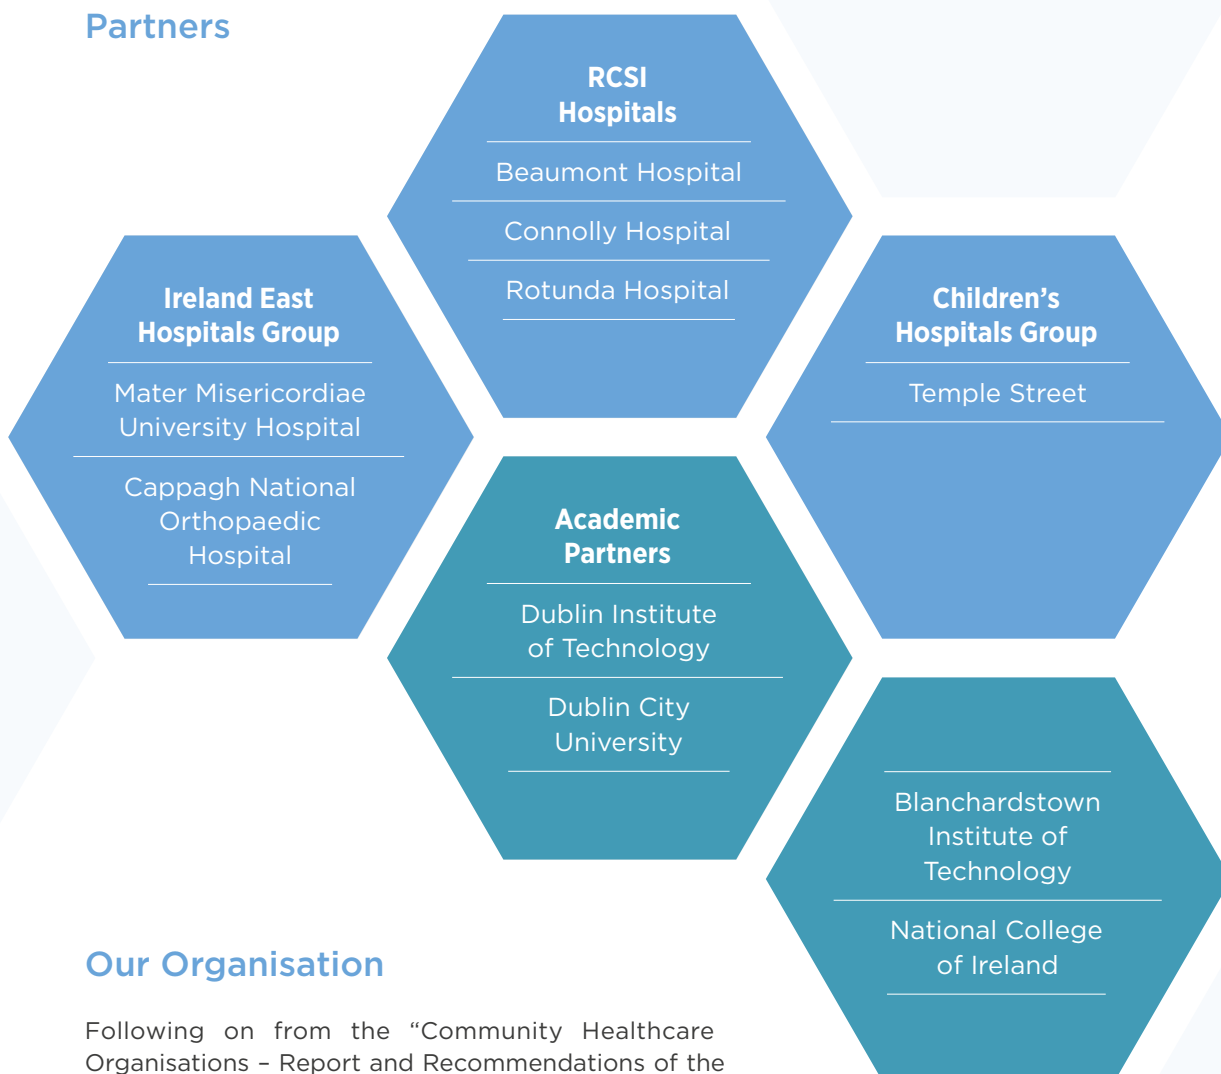 Partners
RCSI
Hospitals
Beaumont Hospital
Connolly Hospital
Rotunda Hospital
Ireland East
Hospitals Group
Mater Misericordiae
University Hospital
Cappagh National
Orthopaedic
Hospital
Children’s
Hospitals Group
Temple Street
Academic
Partners
Dublin Institute
of Technology
Dublin City
University
Blanchardstown
Institute of
Technology
National College
of Ireland
Our Organisation
Following on from the “Community Healthcare
Organisations – Report and Recommendations of the